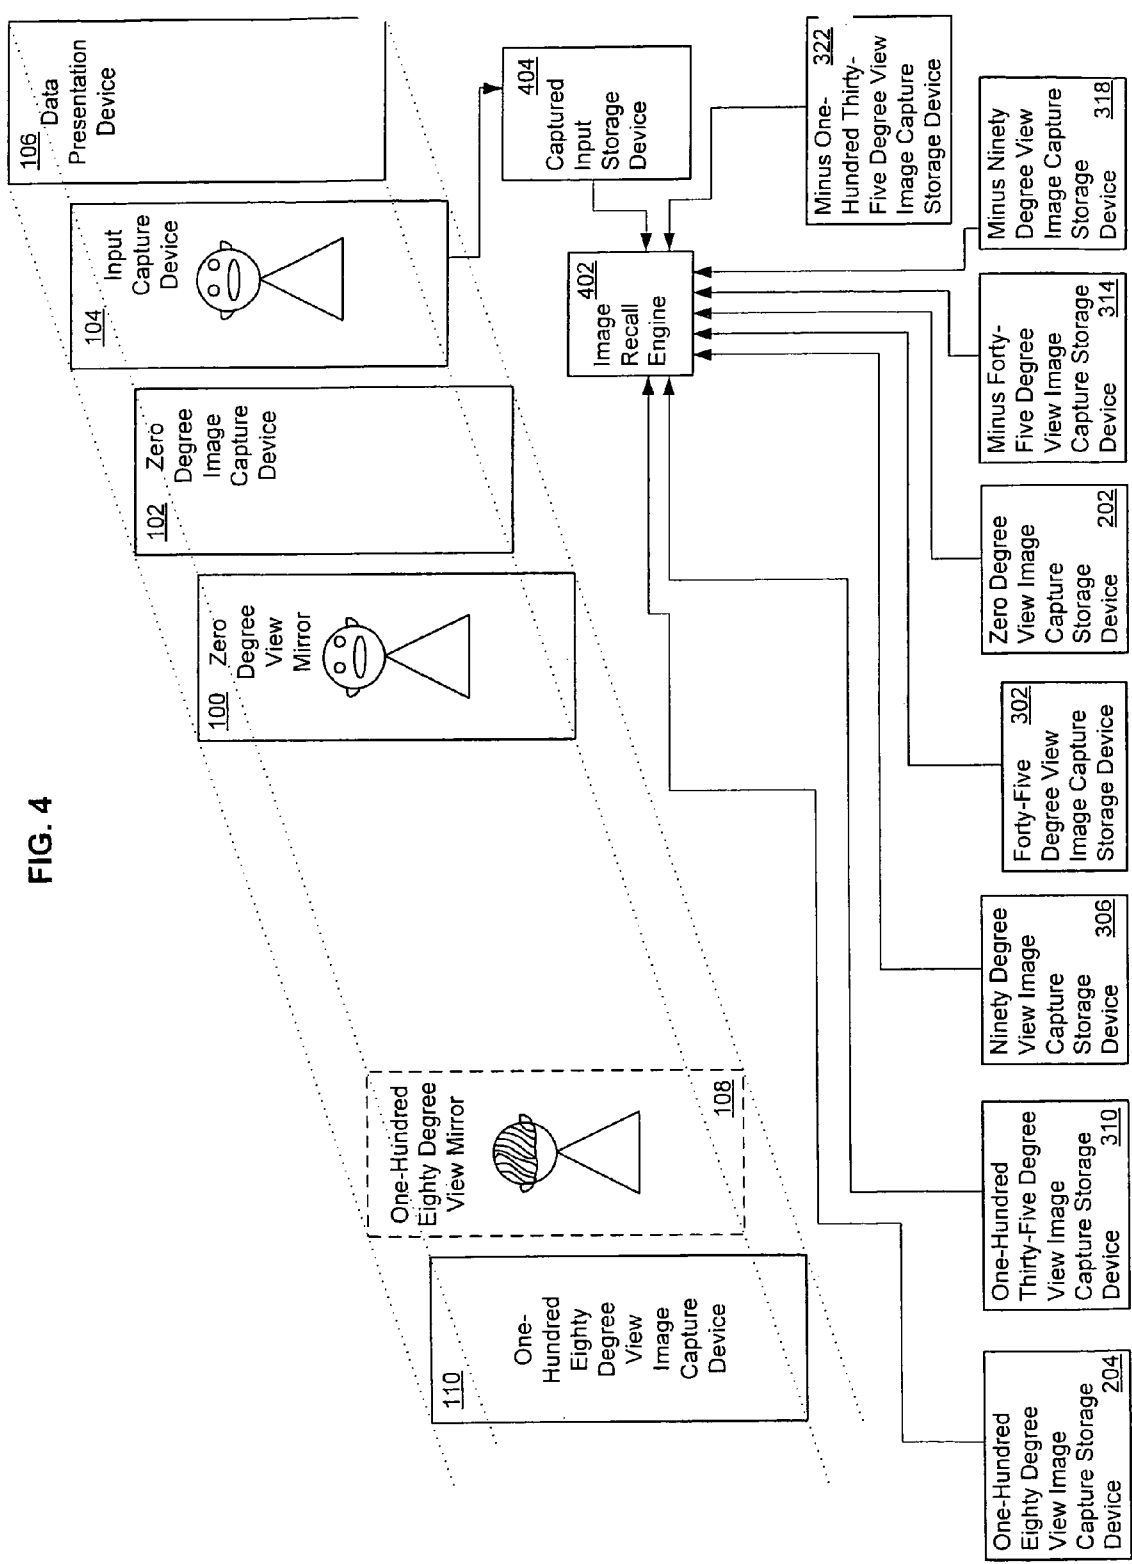 FIG. 4
110
One-
Hundred
Eighty
Degree
View
Image
Capture
Device
One-Hundred
Eighty Degree
View Mirror
108
100 Zero
Degree
View
Mirror
102 Zero
Degree
Image
Capture
Device
104
Input
Capture
Device
106 Data
Presentation
Device
404
Captured
Input
Storage
Device
402
Image
Recall
Engine
One-Hundred
Eighty Degree
View Image
Capture Storage
Device 204
One-Hundred
Thirty-Five Degree
View Image
Capture Storage
Device 310
Ninety Degree
View Image
Capture
Storage
Device 306
Forty-Five 302
Degree View
Image Capture
Storage Device
Zero Degree
View Image
Capture
Storage
Device 202
Minus Forty-
Five Degree
View Image
Capture Storage
Device 314
Minus Ninety
Degree View
Image Capture
Storage
Device 318
Minus One- 322
Hundred Thirty-
Five Degree View
Image Capture
Storage Device